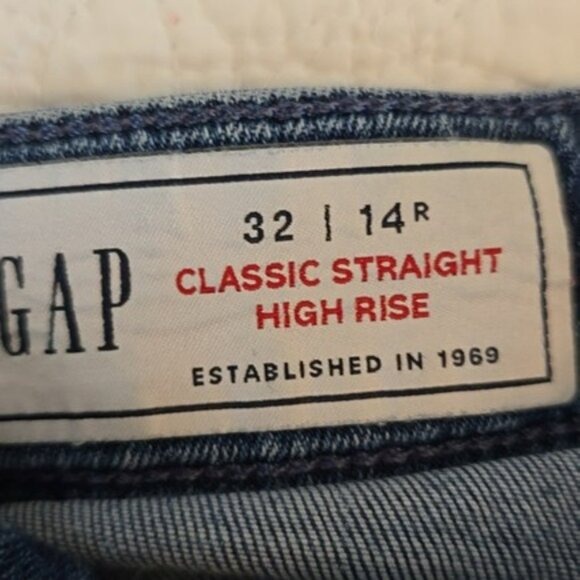 GAP
32 | 14R
CLASSIC STRAIGHT
HIGH RISE
ESTABLISHED IN 1969